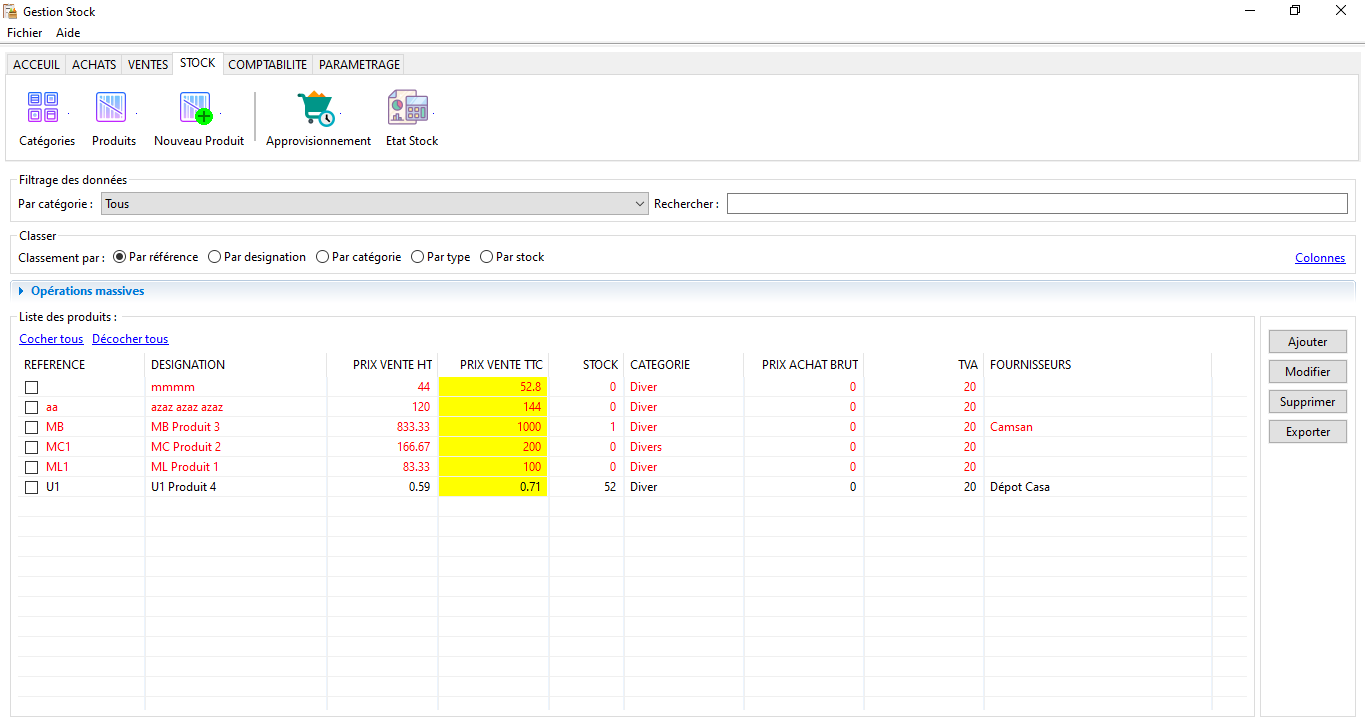 Gestion Stock
Fichier Aide
ACCEUIL ACHATS VENTES STOCK COMPTABILITE PARAMETRAGE
Catégories Produits Nouveau Produit Approvisionnement Etat Stock
Filtrage des données
Par catégorie : Tous Rechercher :
Classer
Classement par : Par référence Par designation Par catégorie Par type Par stock Colonnes
Opérations massives
Liste des produits :
Cocher tous Décocher tous Ajouter
REFERENCE DESIGNATION PRIX VENTE HT PRIX VENTE TTC STOCK CATEGORIE PRIX ACHAT BRUT TVA FOURNISSEURS
Modifier
mmmm 44 52.8 0 Diver 0 20
Supprimer
aa azaz azaz azaz 120 144 0 Diver 0 20
MB MB Produit 3 833.33 1000 1 Diver 0 20 Camsan
Exporter
MC1 MC Produit 2 166.67 200 0 Divers 0 20
ML1 ML Produit 1 83.33 100 0 Diver 0 20
U1 U1 Produit 4 0.59 0.71 52 Diver 0 20 Dépot Casa